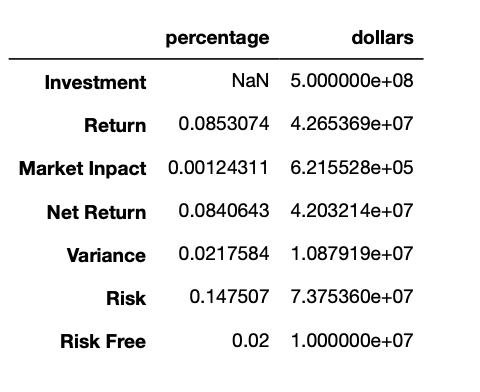 percentage dollars
Investment NaN 5.000000e+08
Return 0.0853074 4.265369e+07
Market Inpact 0.00124311 6.215528e+05
Net Return 0.0840643 4.203214e+07
Variance 0.0217584 1.087919e+07
Risk 0.147507 7.375360e+07
Risk Free 0.02 1.000000e+07